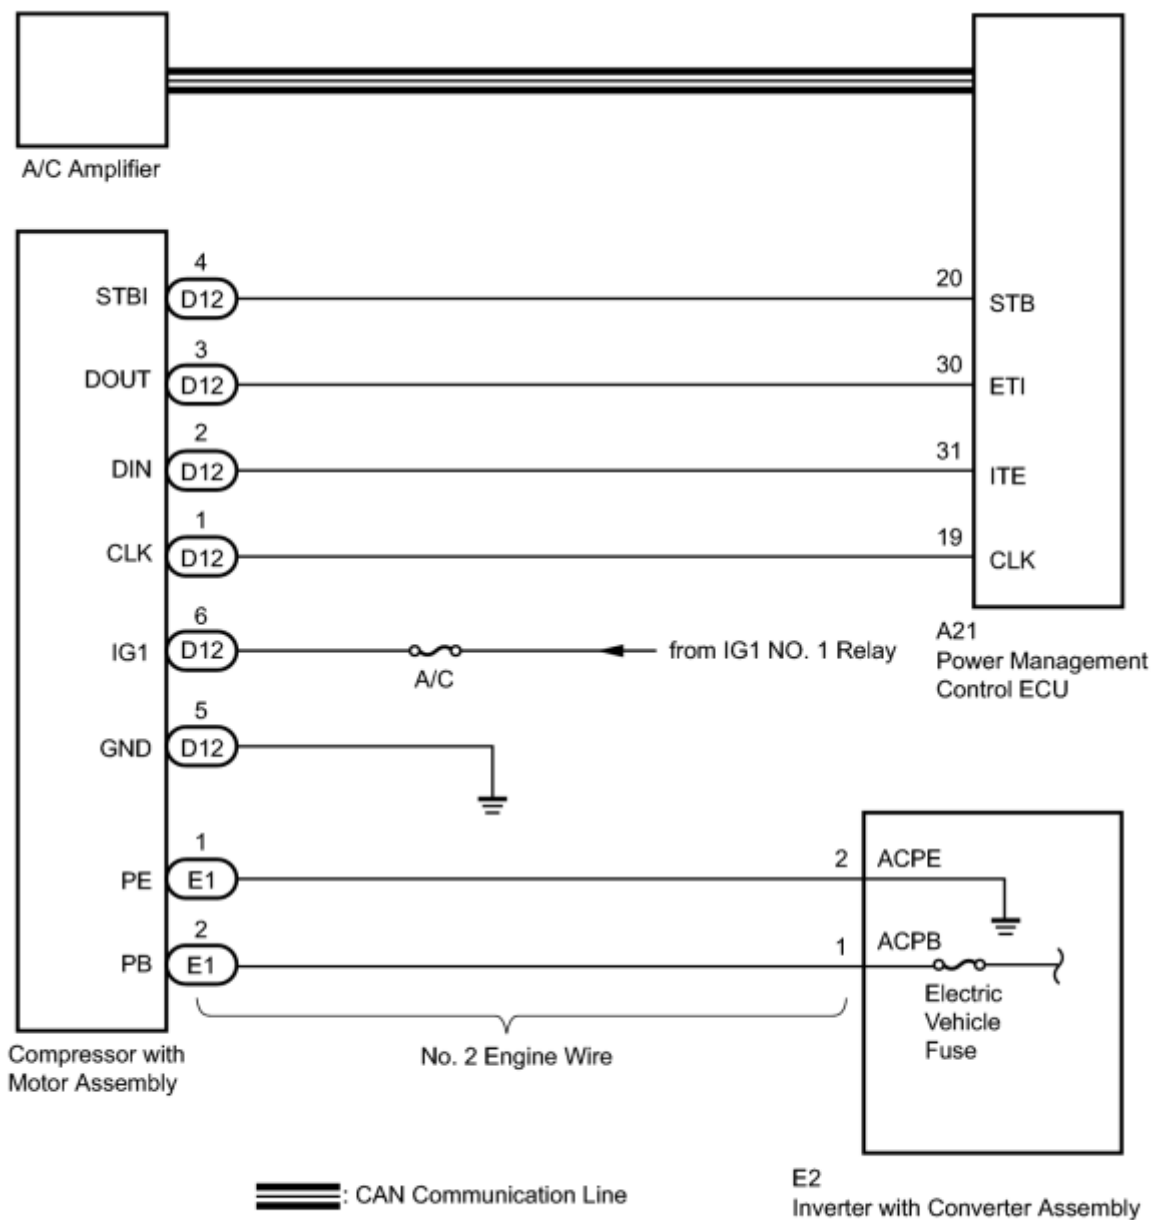 A/C Amplifier
4
STBI
D12
20
STB
3
DOUT
D12
30
ETI
2
DIN
D12
31
ITE
1
CLK
D12
19
CLK
6
IG1
D12
A/C
from IG1 NO. 1 Relay
A21
Power Management
Control ECU
5
GND
D12
1
PE
E1
2
ACPE
2
PB
E1
1
ACPB
Electric
Vehicle
Fuse
Compressor with
Motor Assembly
No. 2 Engine Wire
: CAN Communication Line
E2
Inverter with Converter Assembly